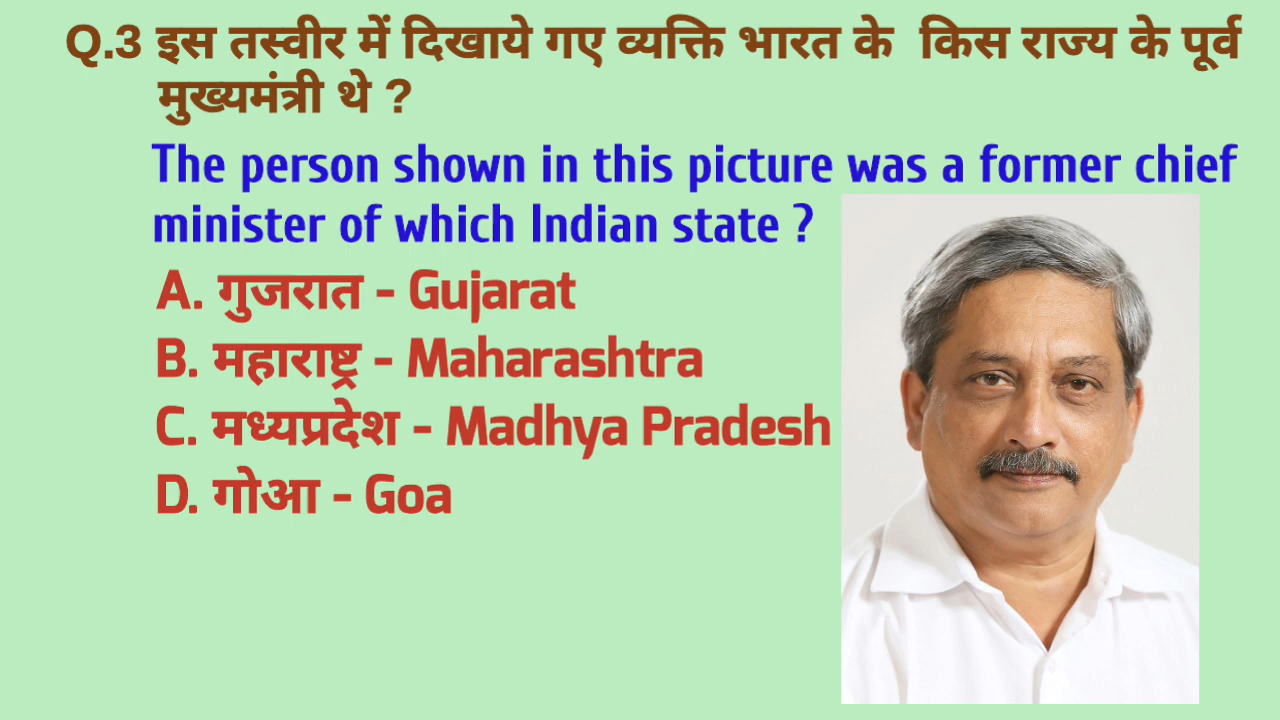 Q.3 इस तस्वीर में दिखाये गए व्यक्ति भारत के किस राज्य के पूर्व
मुख्यमंत्री थे ?
The person shown in this picture was a former chief
minister of which Indian state ?
A. गुजरात - Gujarat
B. महाराष्ट्र - Maharashtra
C. मध्यप्रदेश - Madhya Pradesh
D. गोआ - Goa